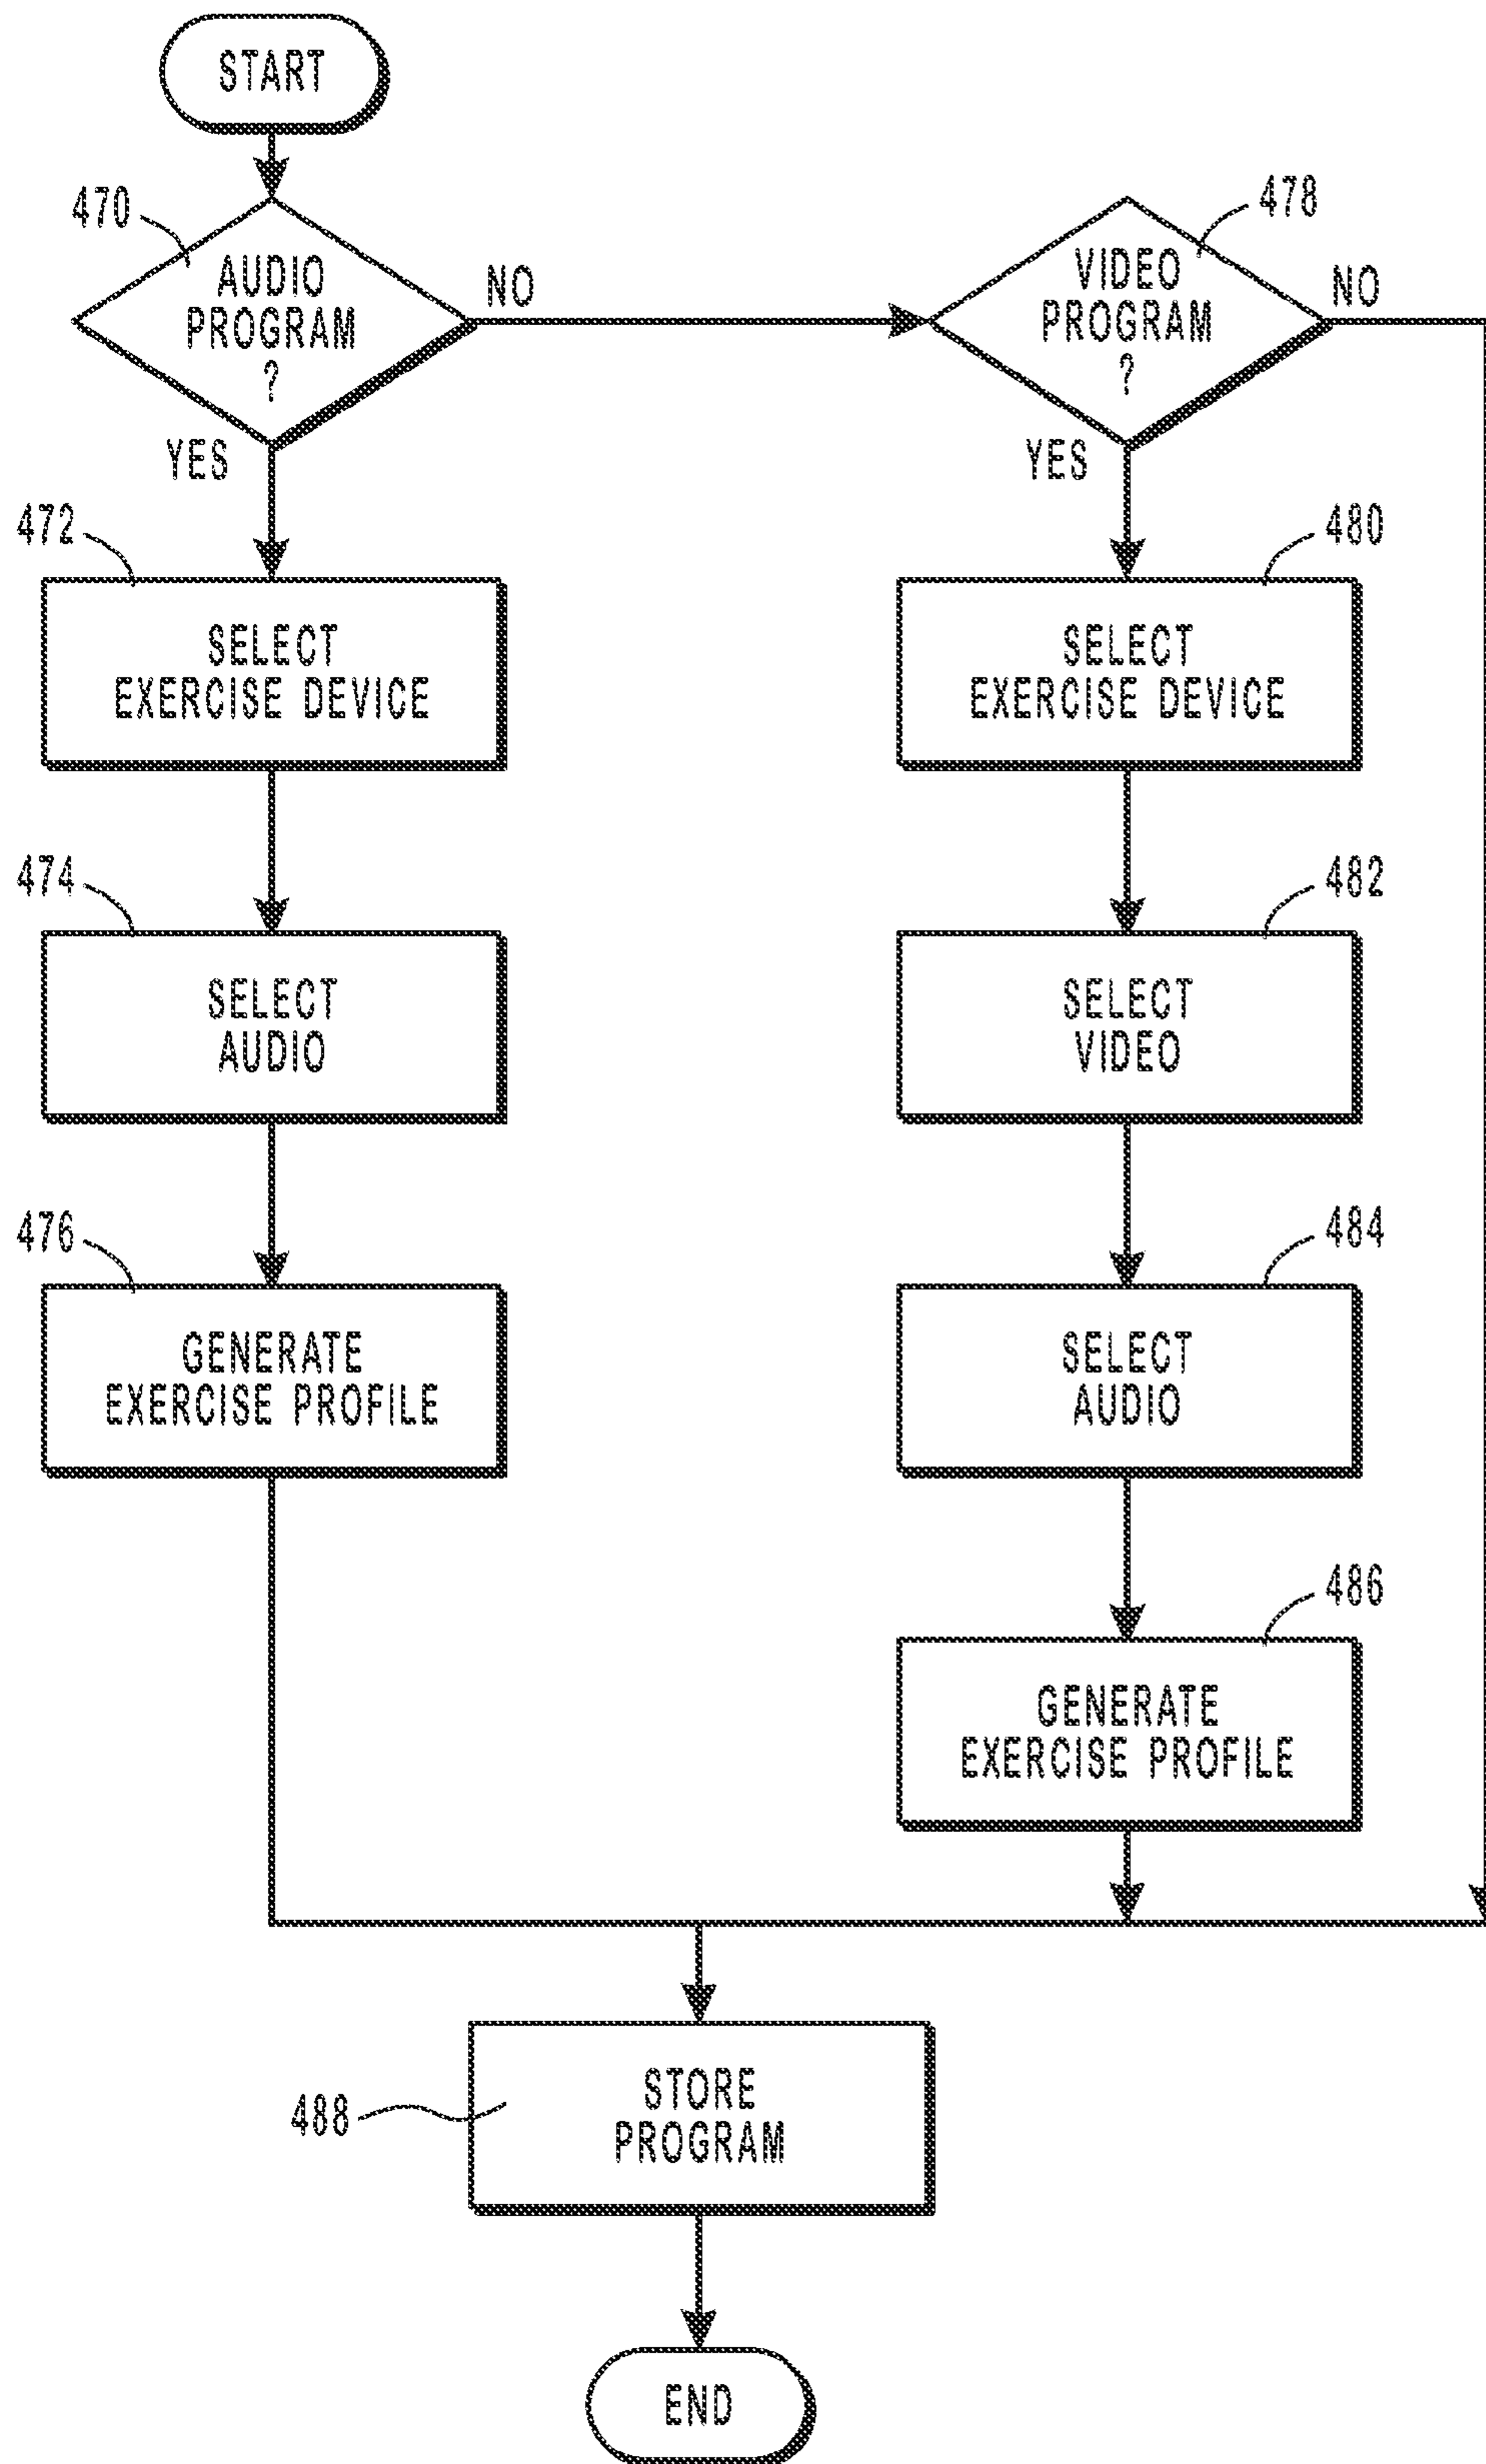 START
470
AUDIO
PROGRAM
?
NO
YES
478
VIDEO
PROGRAM
?
NO
YES
472
SELECT
EXERCISE DEVICE
480
SELECT
EXERCISE DEVICE
474
SELECT
AUDIO
482
SELECT
VIDEO
476
GENERATE
EXERCISE PROFILE
484
SELECT
AUDIO
486
GENERATE
EXERCISE PROFILE
488
STORE
PROGRAM
END